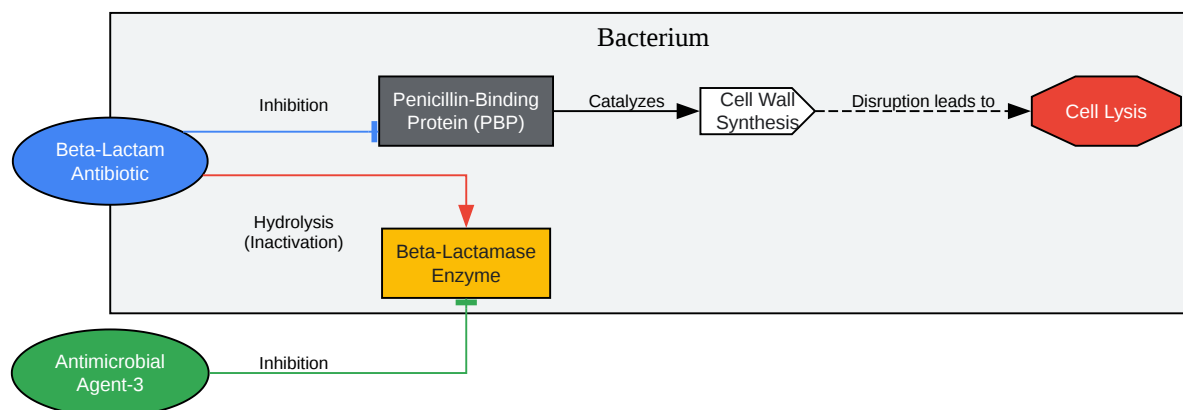 Bacterium
Inhibition
Penicillin-Binding
Protein (PBP)
Catalyzes
Cell Wall
Synthesis
Disruption leads to
Cell Lysis
Beta-Lactam
Antibiotic
Hydrolysis
(Inactivation)
Beta-Lactamase
Enzyme
Antimicrobial
Agent-3
Inhibition